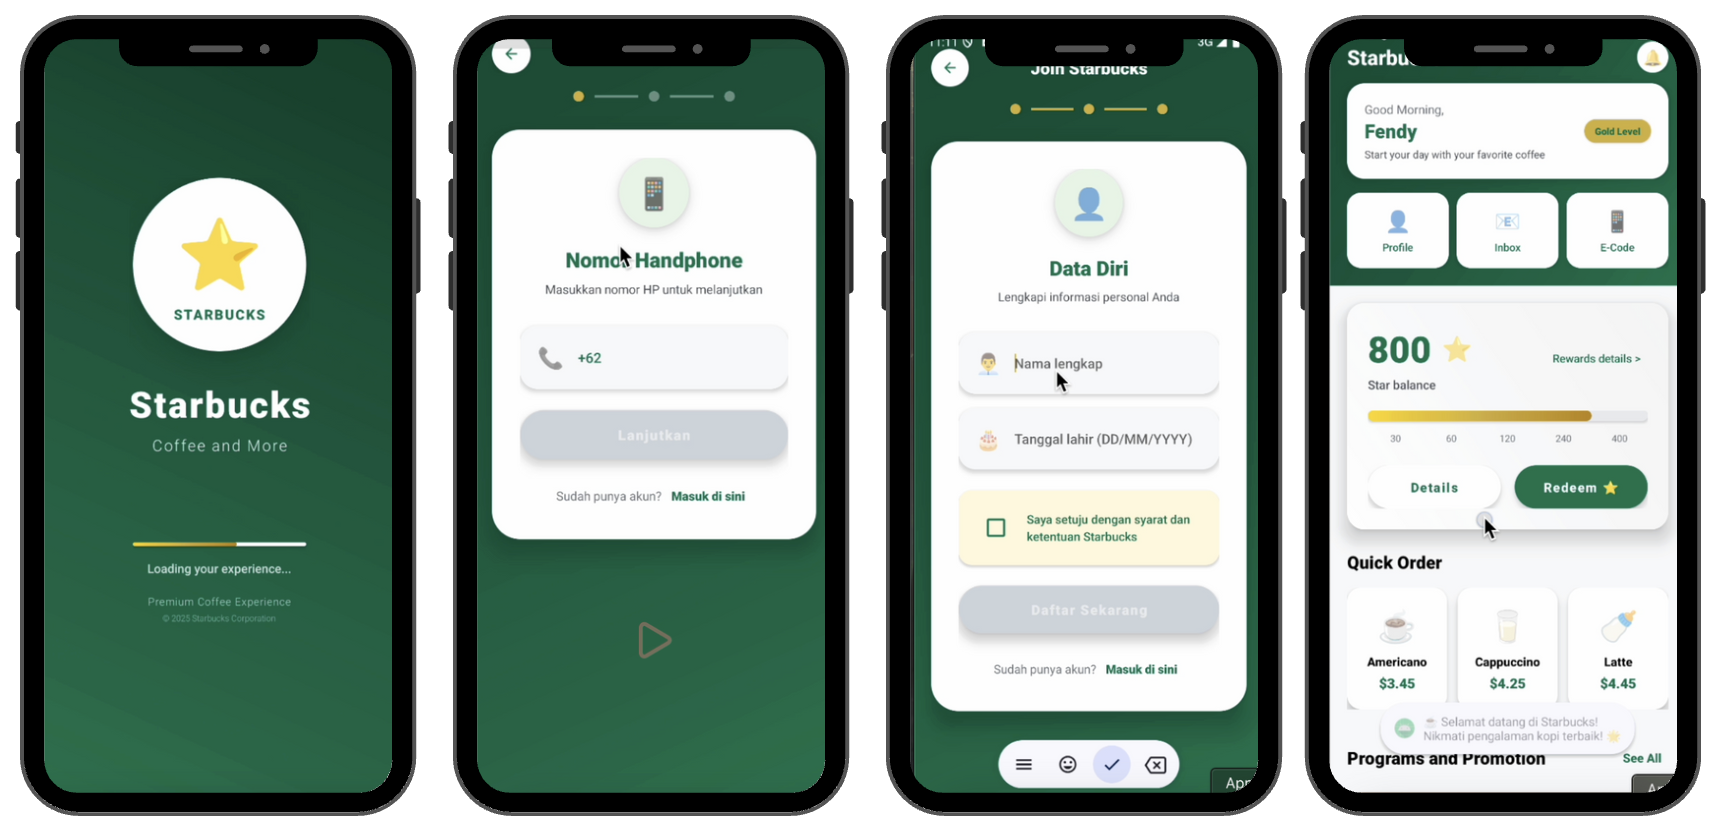 STARBUCKS
Starbucks
Coffee and More
Loading your experience...
Premium Coffee Experience
© 2025 Starbucks Corporation
Nomor Handphone
Masukkan nomor HP untuk melanjutkan
+62
Lanjutkan
Sudah punya akun? Masuk di sini
11:11
3G
Join Starbucks
Data Diri
Lengkapi informasi personal Anda
Nama lengkap
Tanggal lahir (DD/MM/YYYY)
Saya setuju dengan syarat dan
ketentuan Starbucks
Daftar Sekarang
Sudah punya akun? Masuk di sini
App
Starbu
Good Morning,
Fendy
Gold Level
Start your day with your favorite coffee
Profile
Inbox
E-Code
800
Rewards details >
Star balance
30 60 120 240 400
Details
Redeem
Quick Order
Americano
$3.45
Cappuccino
$4.25
Latte
$4.45
Selamat datang di Starbucks!
Nikmati pengalaman kopi terbaik!
Programs and Promotion
See All